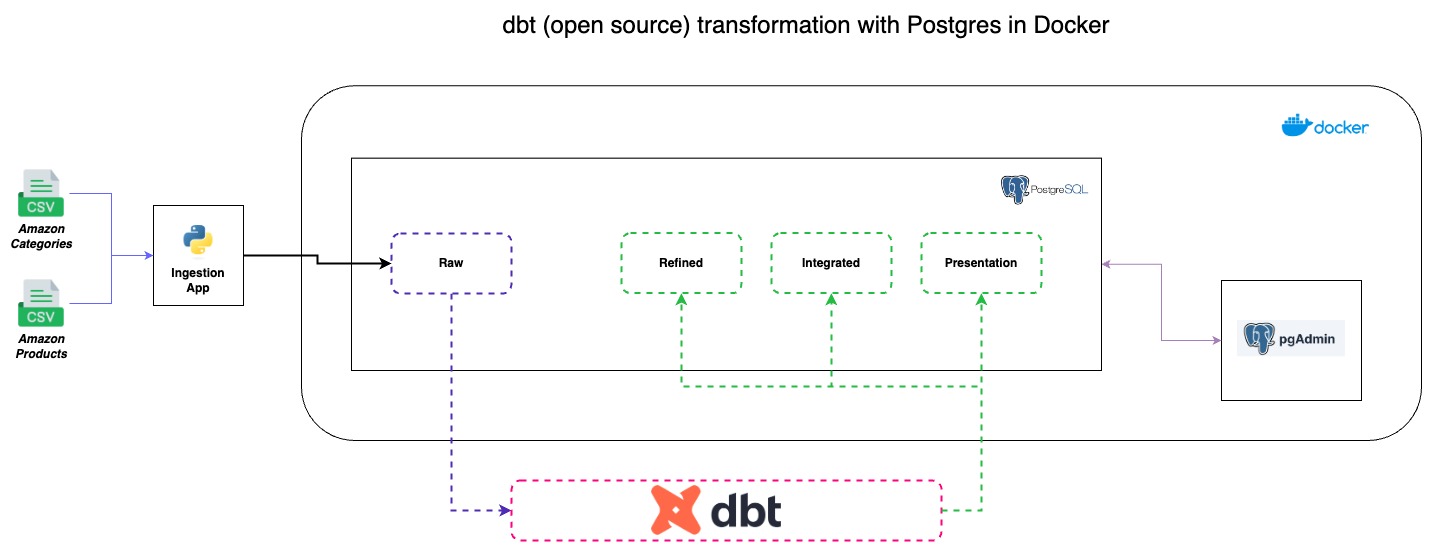 dbt (open source) transformation with Postgres in Docker
docker
PostgreSQL
CSV
Amazon
Categories
Ingestion
App
Raw
Refined
Integrated
Presentation
CSV
Amazon
Products
pgAdmin
dbt